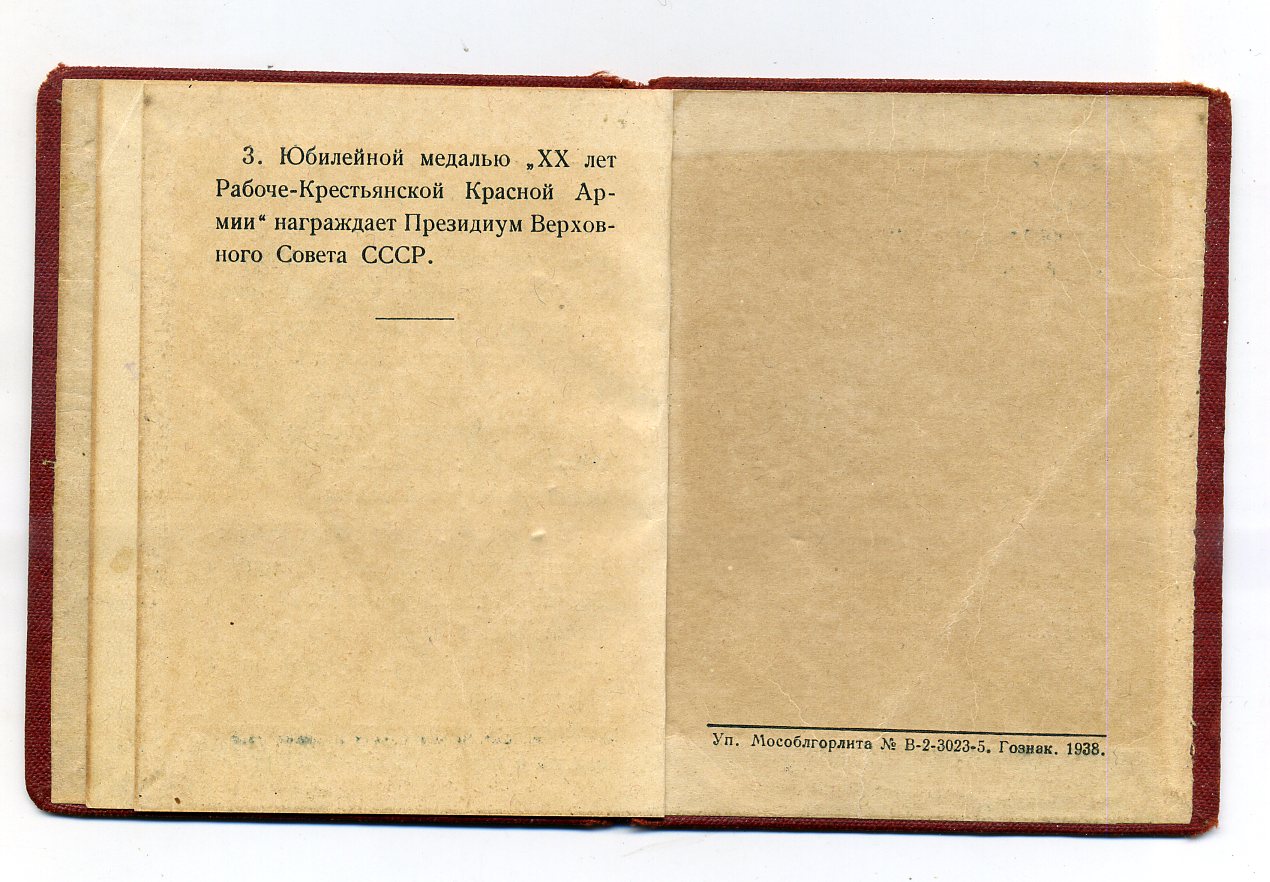 3. Юбилейной медалью „XX лет
Рабоче-Крестьянской Красной Ар-
мии“ награждает Президиум Верхов-
ного Совета СССР.
Уп. Мособлгорлита № В-2-3023-5. Гознак. 1938.